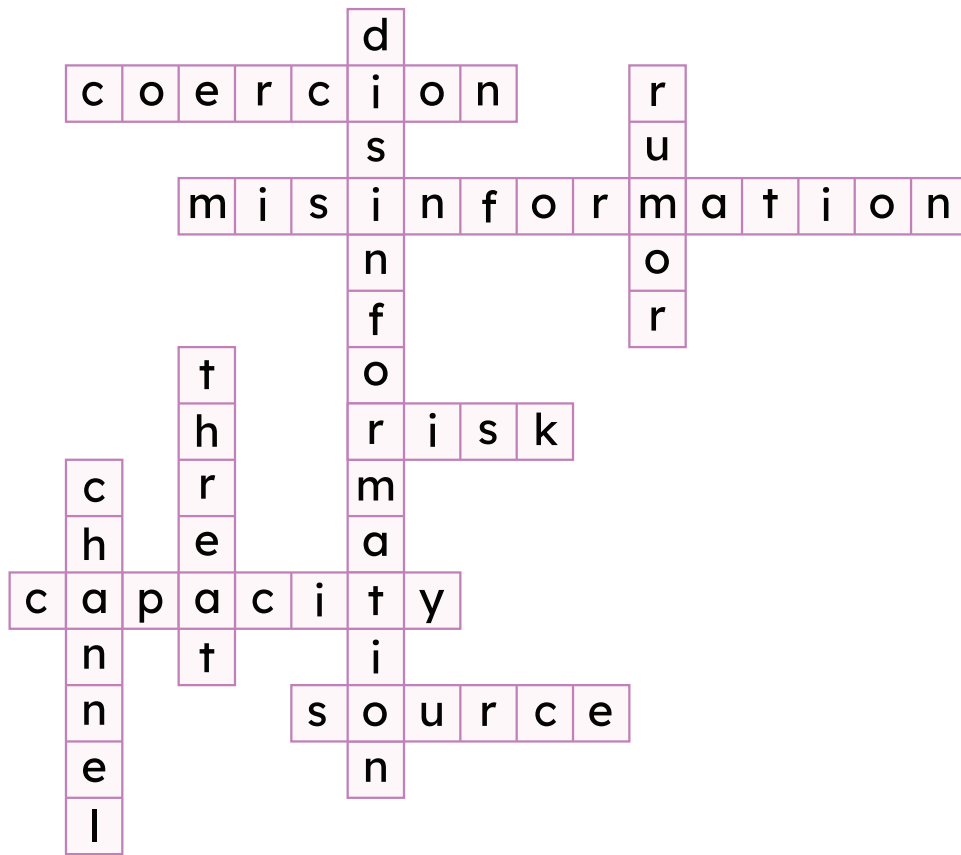 disinformation
coercion
rumor
misinformation
threat
risk
channel
capacity
source